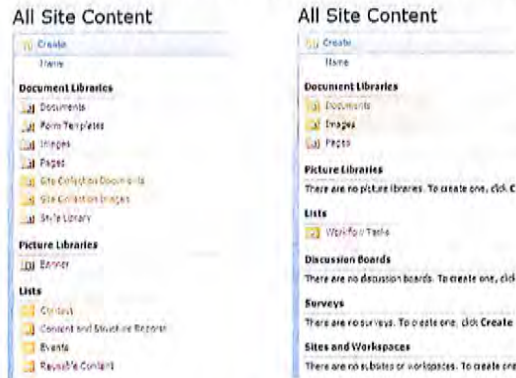 All Site Content
Create
Name
Document Libraries
Documents
Form Templates
Images
Pages
Site Collection Documents
Site Collection Images
Style Library
Picture Libraries
Banner
Lists
Contact
Content and Structure Reports
Events
Reusable Content
All Site Content
Create
Name
Document Libraries
Documents
Images
Pages
Picture Libraries
There are no picture libraries. To create one, click C
Lists
Workflow Tasks
Discussion Boards
There are no discussion boards. To create one, click
Surveys
There are no surveys. To create one, click Create
Sites and Workspaces
There are no subsites or workspaces. To create one